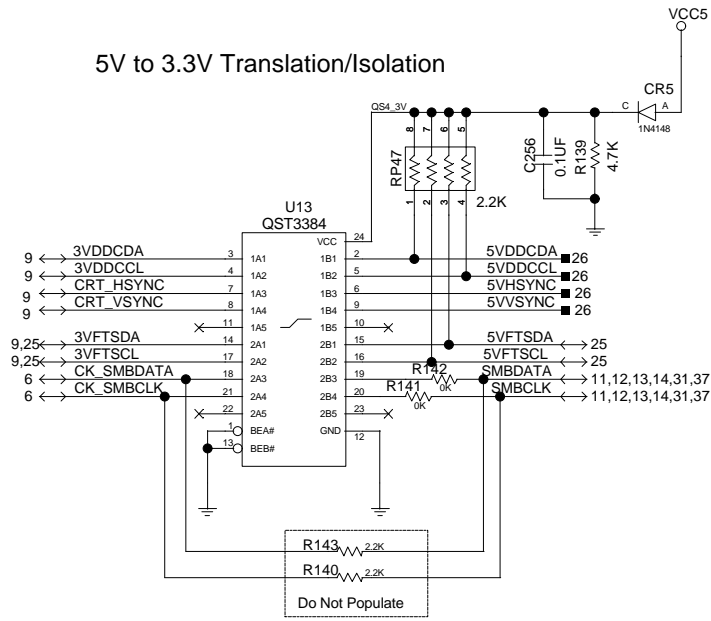 VCC5
5V to 3.3V Translation/Isolation
CR5
QS4_3V
C
A
1N4148
8
7
6
5
RP47
C256
0.1UF
R139
4.7K
1
2
3
4
2.2K
U13
QST3384
VCC
24
9
3VDDCDA
3
1A1
1B1
2
5VDDCDA
26
9
3VDDCCL
4
1A2
1B2
5
5VDDCCL
26
9
CRT_HSYNC
7
1A3
1B3
6
5VHSYNC
26
9
CRT_VSYNC
8
1A4
1B4
9
5VVSYNC
26
11
1A5
1B5
10
9,25
3VFTSDA
14
2A1
2B1
15
5VFTSDA
25
9,25
3VFTSCL
17
2A2
2B2
16
5VFTSCL
25
6
CK_SMBDATA
18
2A3
2B3
19
R142
0K
SMBDATA
11,12,13,14,31,37
6
CK_SMBCLK
21
2A4
2B4
20
R141
0K
SMBCLK
11,12,13,14,31,37
22
2A5
2B5
23
1
BEA#
GND
12
13
BEB#
R143
2.2K
R140
2.2K
Do Not Populate